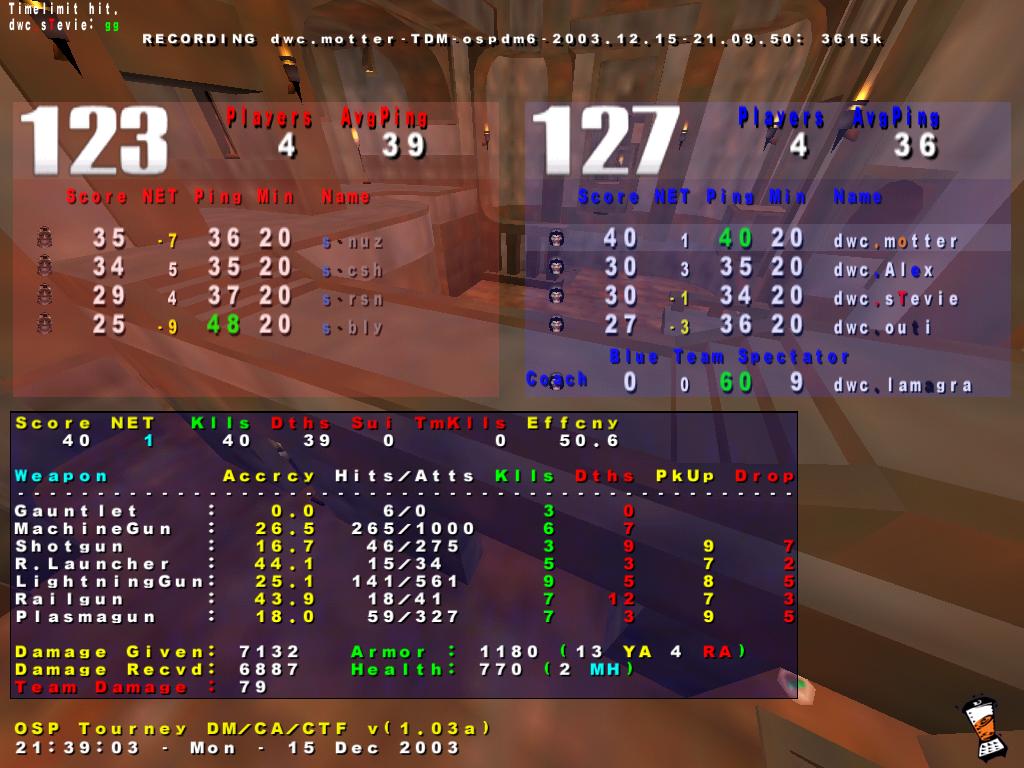 Timelimit hit.
dwc.sTevie: gg
RECORDING dwc.motter-TDM-ospdm6-2003.12.15-21.09.50: 3615k
123 Players AvgPing
4 39
Score NET Ping Min Name
35 -7 36 20 s-nuz
34 5 35 20 s-csh
29 4 37 20 s-rsn
25 -9 48 20 s-bly
127 Players AvgPing
4 36
Score NET Ping Min Name
40 1 40 20 dwc.motter
30 3 35 20 dwc.Alex
30 -1 34 20 dwc.sTevie
27 -3 36 20 dwc.outi
Blue Team Spectator
Coach 0 0 60 9 dwc.lamagra
Score NET Klls Dths Sui TmKlls Effcny
40 1 40 39 0 0 50.6
Weapon Accrcy Hits/Atts Klls Dths PkUp Drop
Gauntlet : 0.0 6/0 3 0
MachineGun : 26.5 265/1000 6 7
Shotgun : 16.7 46/275 3 9 9 7
R.Launcher : 44.1 15/34 5 3 7 2
LightningGun: 25.1 141/561 9 5 8 5
Railgun : 43.9 18/41 7 12 7 3
Plasmagun : 18.0 59/327 7 3 9 5
Damage Given: 7132 Armor : 1180 (13 YA 4 RA)
Damage Recvd: 6887 Health: 770 (2 MH)
Team Damage : 79
OSP Tourney DM/CA/CTF v(1.03a)
21:39:03 - Mon - 15 Dec 2003